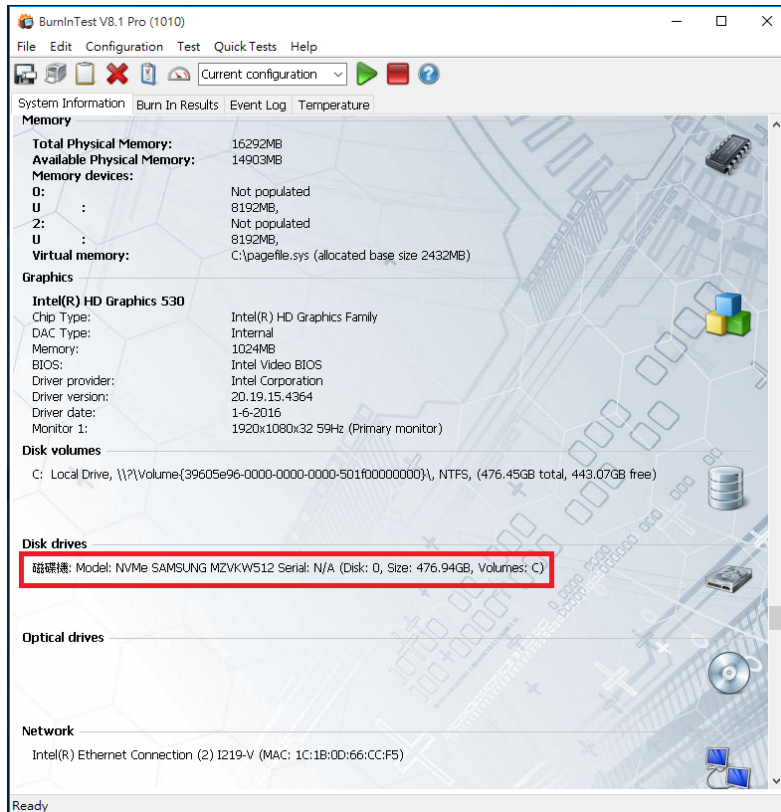 BurnInTest V8.1 Pro (1010)
File Edit Configuration Test Quick Tests Help
Current configuration
System Information Burn In Results Event Log Temperature
Memory
Total Physical Memory: 16292MB
Available Physical Memory: 14903MB
Memory devices:
0: Not populated
U : 8192MB,
2: Not populated
U : 8192MB,
Virtual memory: C:\pagefile.sys (allocated base size 2432MB)
Graphics
Intel(R) HD Graphics 530
Chip Type: Intel(R) HD Graphics Family
DAC Type: Internal
Memory: 1024MB
BIOS: Intel Video BIOS
Driver provider: Intel Corporation
Driver version: 20.19.15.4364
Driver date: 1-6-2016
Monitor 1: 1920x1080x32 59Hz (Primary monitor)
Disk volumes
C: Local Drive, \\?\Volume{39605e96-0000-0000-0000-501f00000000}\, NTFS, (476.45GB total, 443.07GB free)
Disk drives
磁碟機: Model: NVMe SAMSUNG MZVKW512 Serial: N/A (Disk: 0, Size: 476.94GB, Volumes: C)
Optical drives
Network
Intel(R) Ethernet Connection (2) I219-V (MAC: 1C:1B:0D:66:CC:F5)
Ready